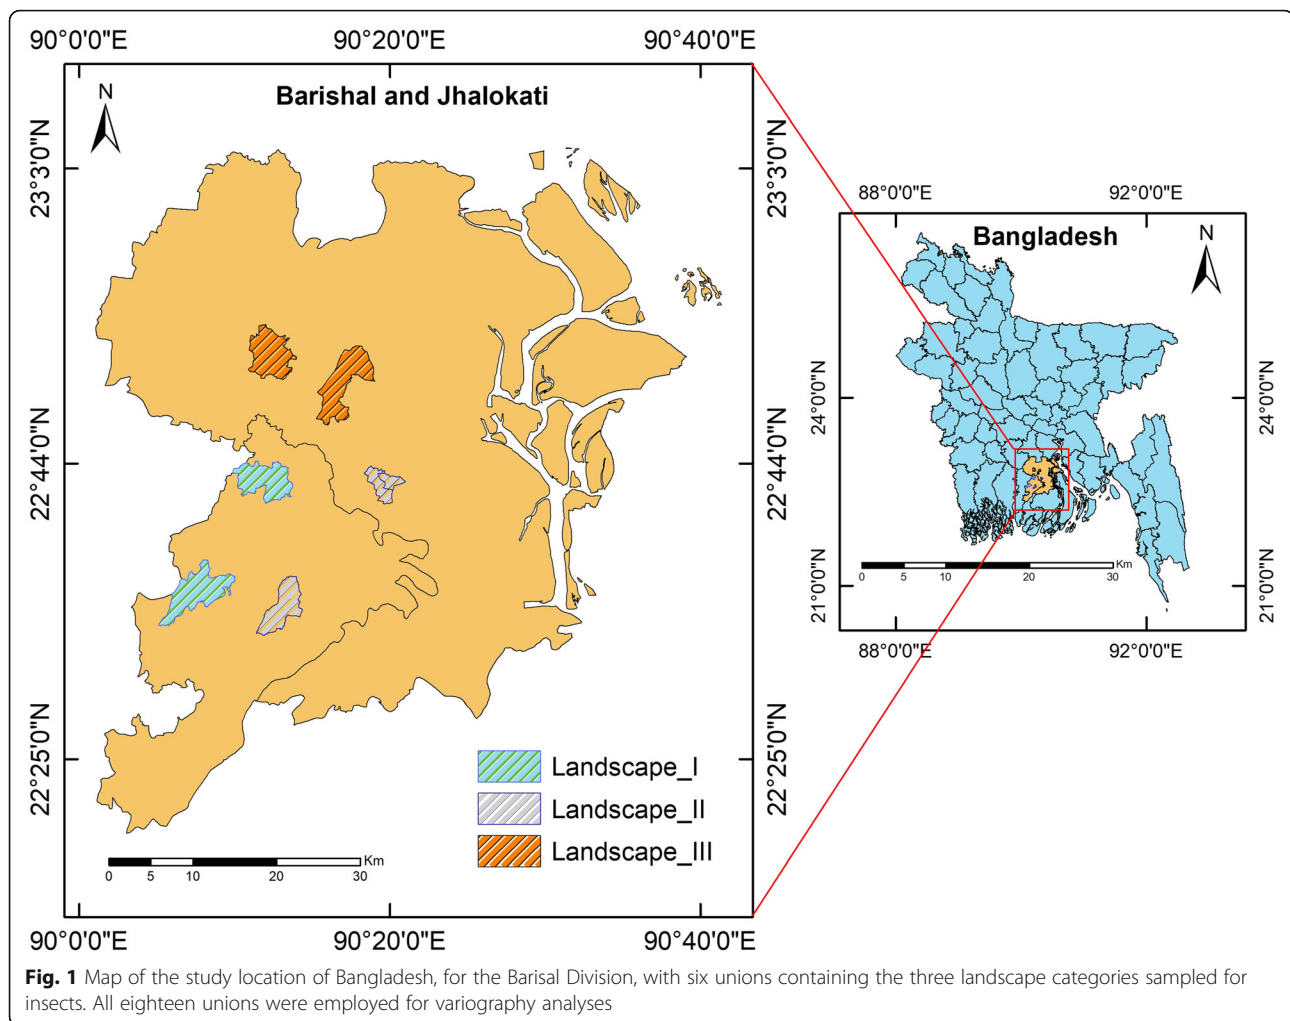 90°0'0"E 90°20'0"E 90°40'0"E
Barishal and Jhalokati
N
23°3'0"N
23°3'0"N
22°44'0"N
22°44'0"N
22°25'0"N
22°25'0"N
Landscape_I
Landscape_II
Landscape_III
0 5 10 20 30 Km
90°0'0"E 90°20'0"E 90°40'0"E
88°0'0"E 92°0'0"E
Bangladesh
N
24°0'0"N
24°0'0"N
21°0'0"N
21°0'0"N
0 5 10 20 30 Km
88°0'0"E 92°0'0"E
Fig. 1 Map of the study location of Bangladesh, for the Barisal Division, with six unions containing the three landscape categories sampled for
insects. All eighteen unions were employed for variography analyses